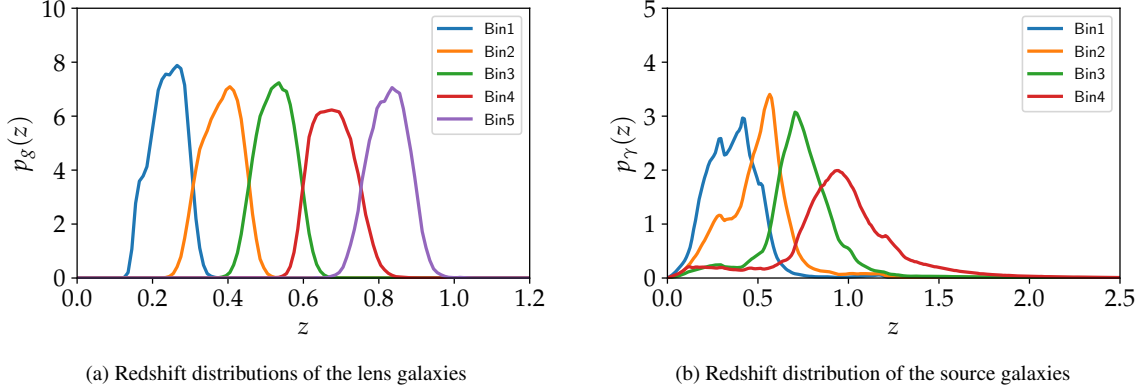 10
8
6
4
2
0
p_g(z)
0.0 0.2 0.4 0.6 0.8 1.0 1.2
z
Bin1
Bin2
Bin3
Bin4
Bin5
(a) Redshift distributions of the lens galaxies
5
4
3
2
1
0
p_γ(z)
0.0 0.5 1.0 1.5 2.0 2.5
z
Bin1
Bin2
Bin3
Bin4
(b) Redshift distribution of the source galaxies